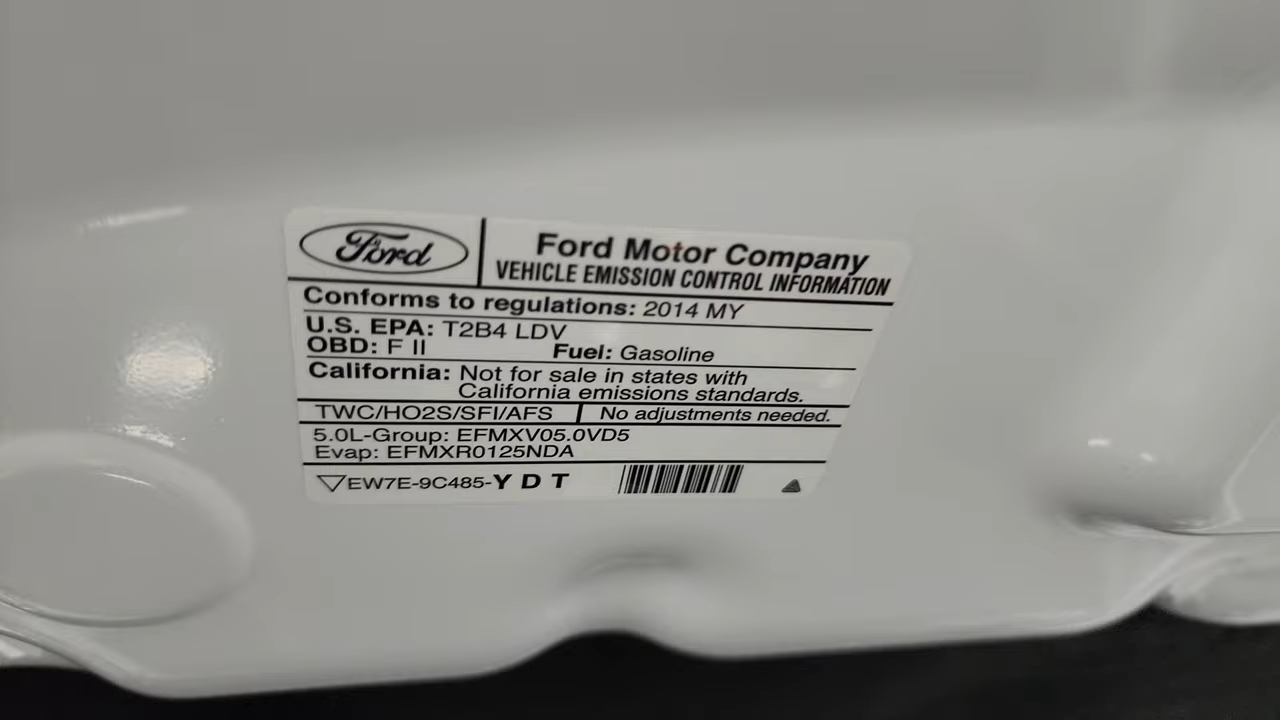 Ford
Ford Motor Company
VEHICLE EMISSION CONTROL INFORMATION
Conforms to regulations: 2014 MY
U.S. EPA: T2B4 LDV
OBD: F II Fuel: Gasoline
California: Not for sale in states with
California emissions standards.
TWC/HO2S/SFI/AFS No adjustments needed.
5.0L-Group: EFMXV05.0VD5
Evap: EFMXR0125NDA
EW7E-9C485-Y D T